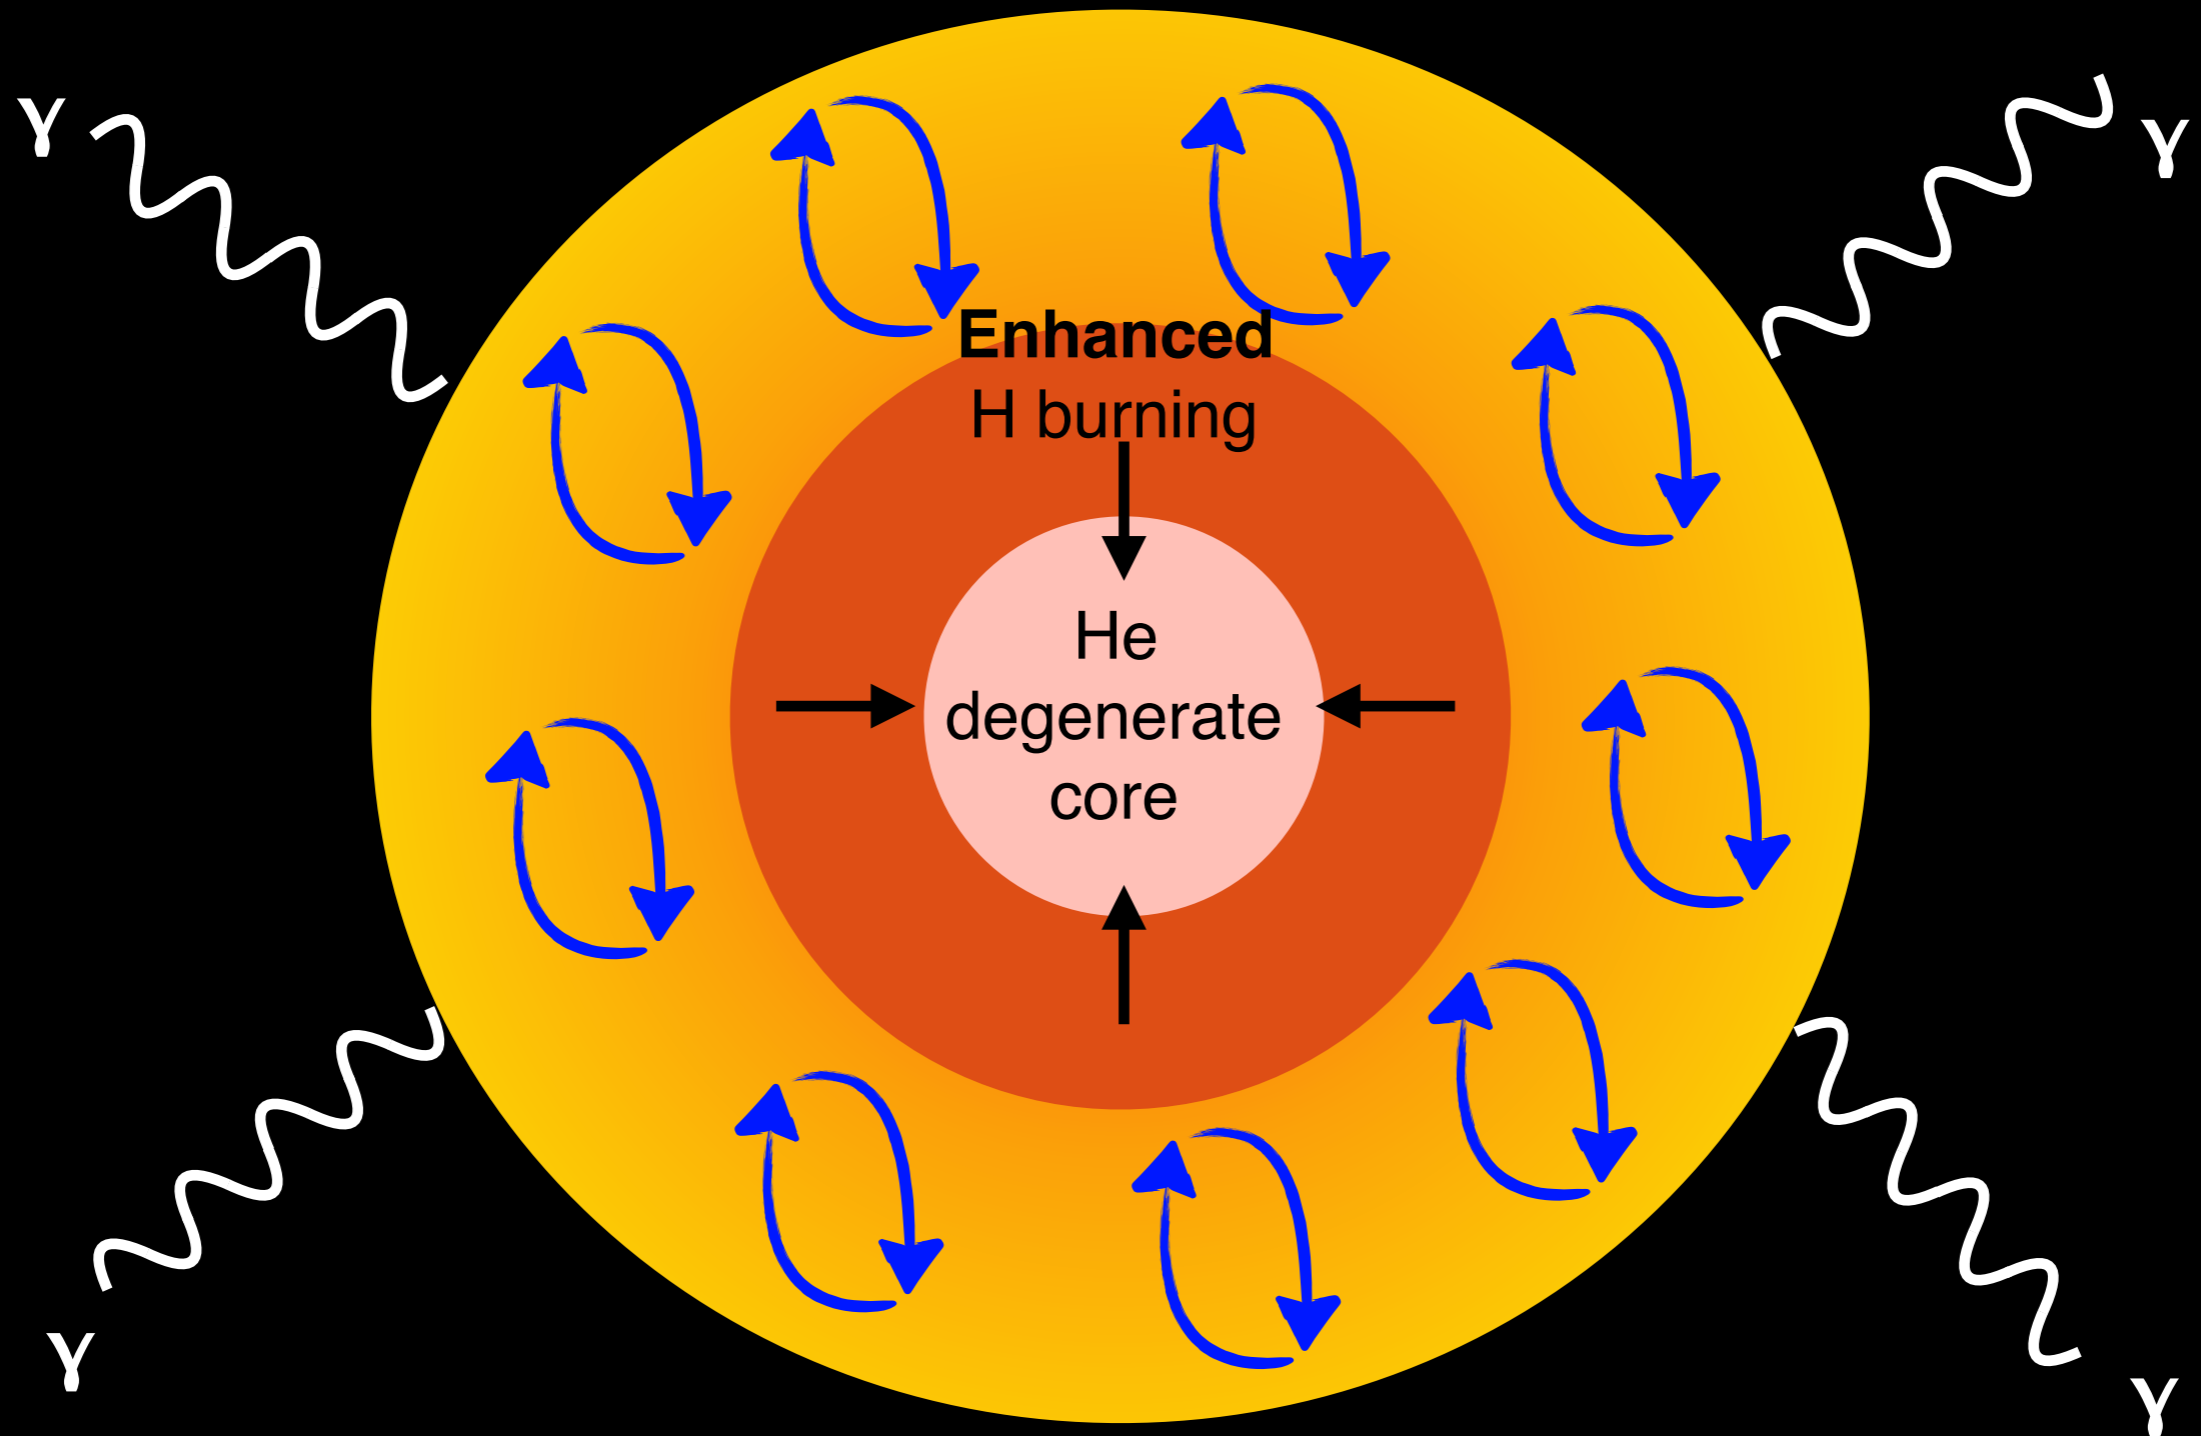 γ
γ
Enhanced
H burning
He
degenerate
core
γ
γ